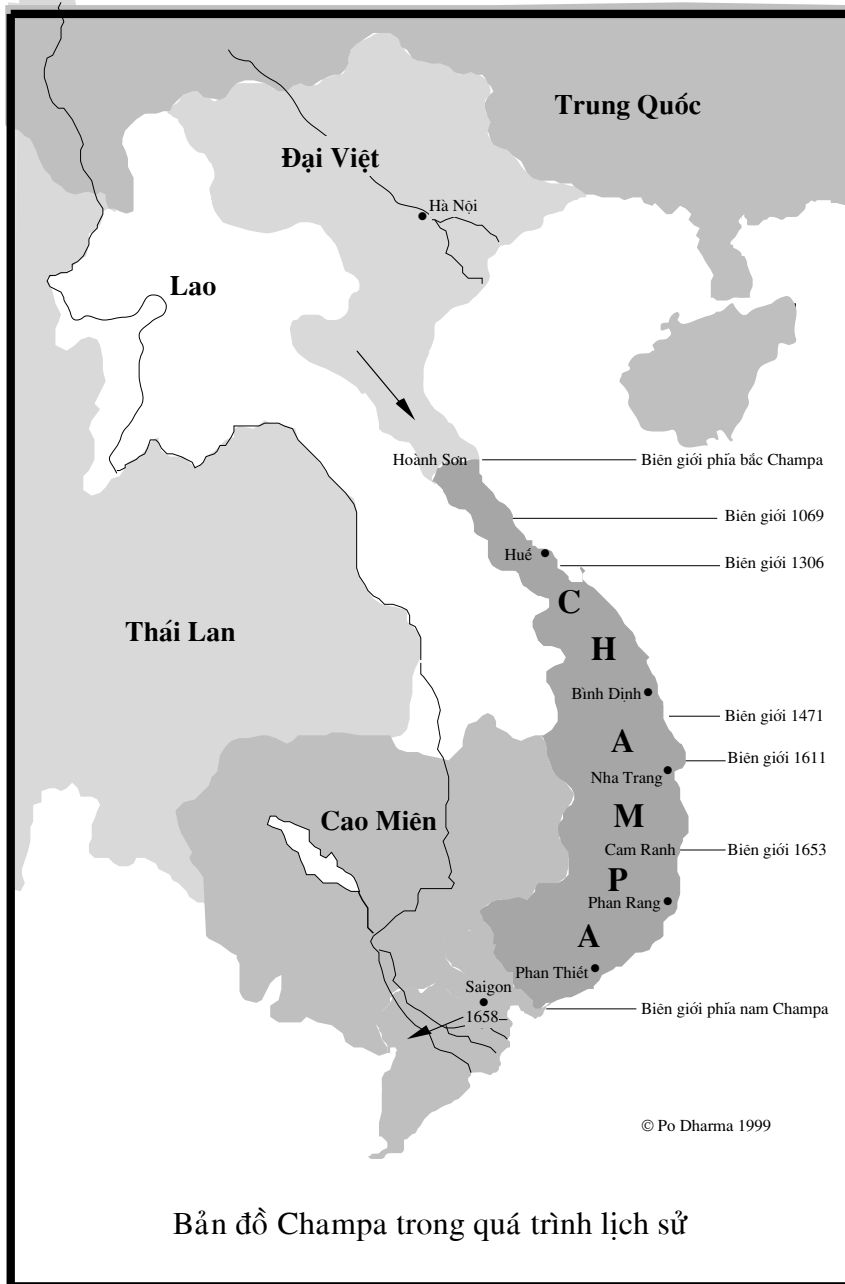 Trung Quốc
Đại Việt
Hà Nội
Lao
Hoành Sơn
Biên giới phía bắc Champa
Biên giới 1069
Huế
Biên giới 1306
C
Thái Lan
H
Bình Dịnh
Biên giới 1471
A
Biên giới 1611
Nha Trang
Cao Miên
M
Cam Ranh
Biên giới 1653
P
Phan Rang
A
Phan Thiết
Saigon
Biên giới phía nam Champa
1658
© Po Dharma 1999
Bản đồ Champa trong quá trình lịch sử